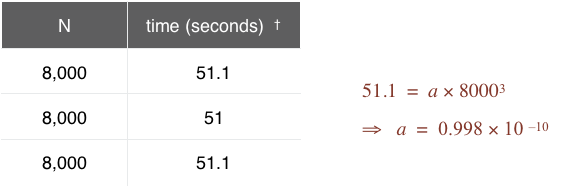 N time (seconds) †
8,000 51.1
8,000 51
8,000 51.1
51.1 = a × 8000³
⇒ a = 0.998 × 10 ⁻¹⁰